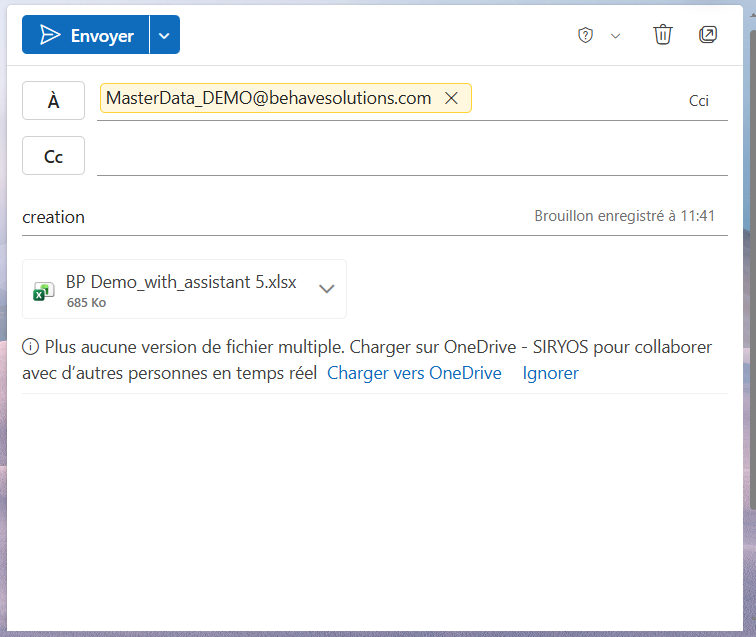 Envoyer
À
MasterData_DEMO@behavesolutions.com
Cci
Cc
creation
Brouillon enregistré à 11:41
BP Demo_with_assistant 5.xlsx
685 Ko
Plus aucune version de fichier multiple. Charger sur OneDrive - SIRYOS pour collaborer
avec d’autres personnes en temps réel Charger vers OneDrive Ignorer